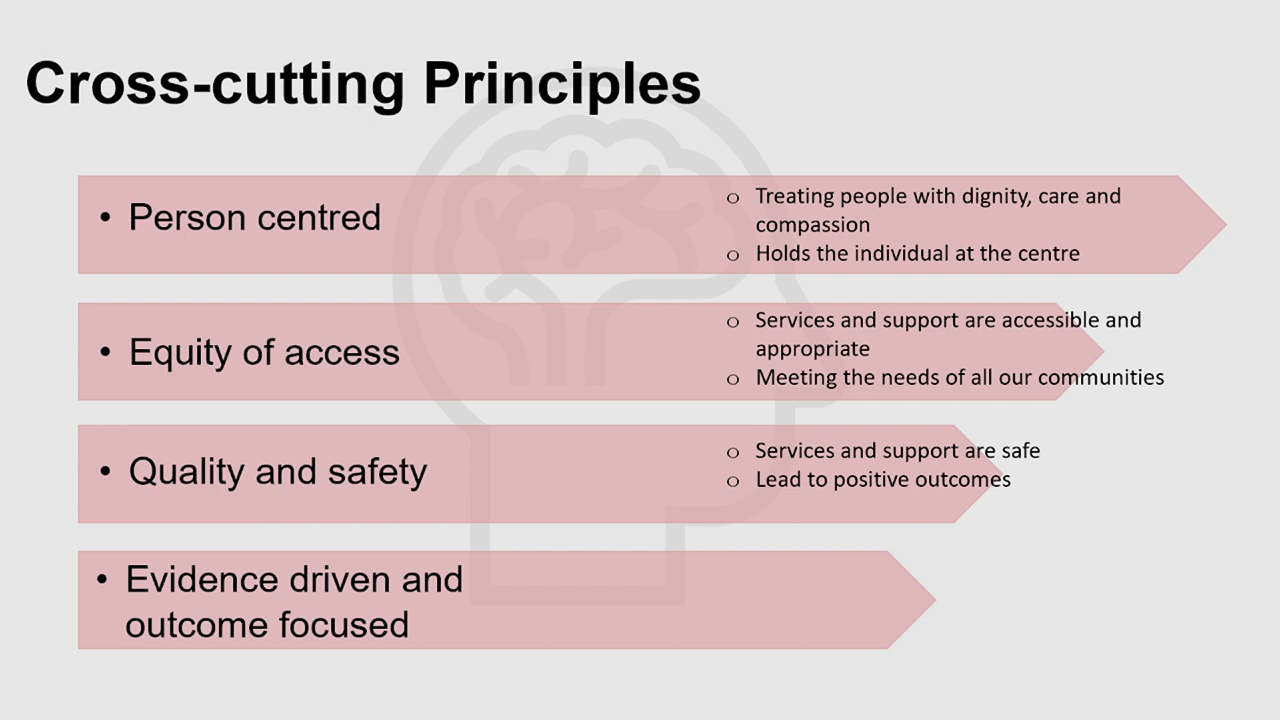 Cross-cutting Principles
• Person centred
o Treating people with dignity, care and
compassion
o Holds the individual at the centre
• Equity of access
o Services and support are accessible and
appropriate
o Meeting the needs of all our communities
• Quality and safety
o Services and support are safe
o Lead to positive outcomes
• Evidence driven and
outcome focused